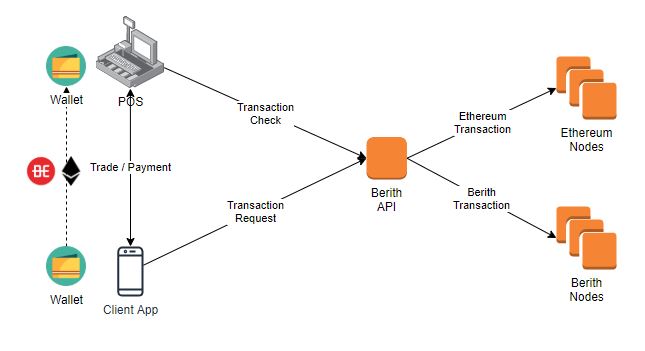 Wallet
POS
Transaction
Check
Ethereum
Transaction
Ethereum
Nodes
Trade / Payment
Berith
API
Transaction
Request
Berith
Transaction
Berith
Nodes
Wallet
Client App